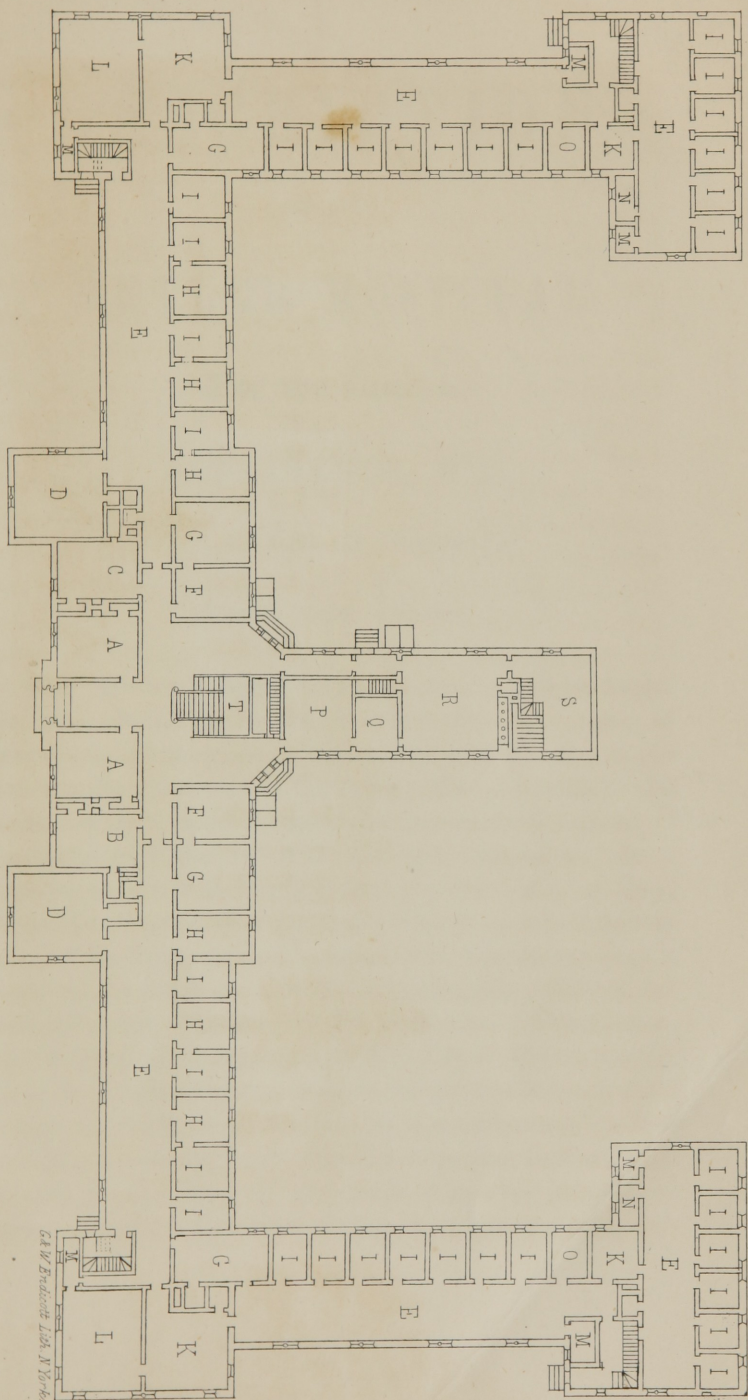 I I I I I I I I I I I I
E E
N M M N
K K
M M
S
O O
I I
I I
I I
R
I I
E E
I I
Q
I I
P
I I
I I
T
G G
K I I H I H I H G F F G H I H I H I I K
E E
L C A A B L
M M
D D
G & W Endicott Lith. N York.